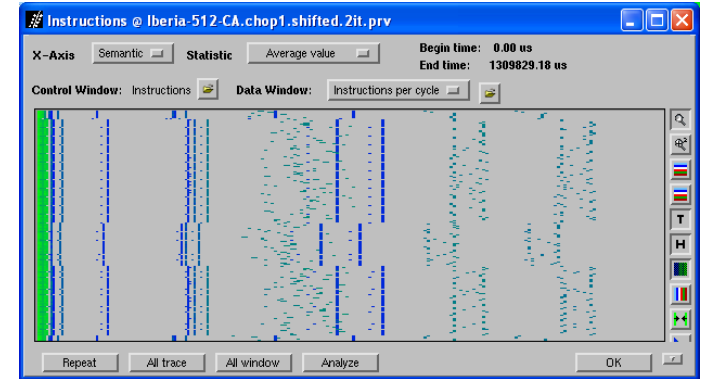 Instructions @ Iberia-512-CA.chop1.shifted.2it.prv
X-Axis Semantic Statistic Average value Begin time: 0.00 us
End time: 1309829.18 us
Control Window: Instructions Data Window: Instructions per cycle
T
H
Repeat All trace All window Analyze OK